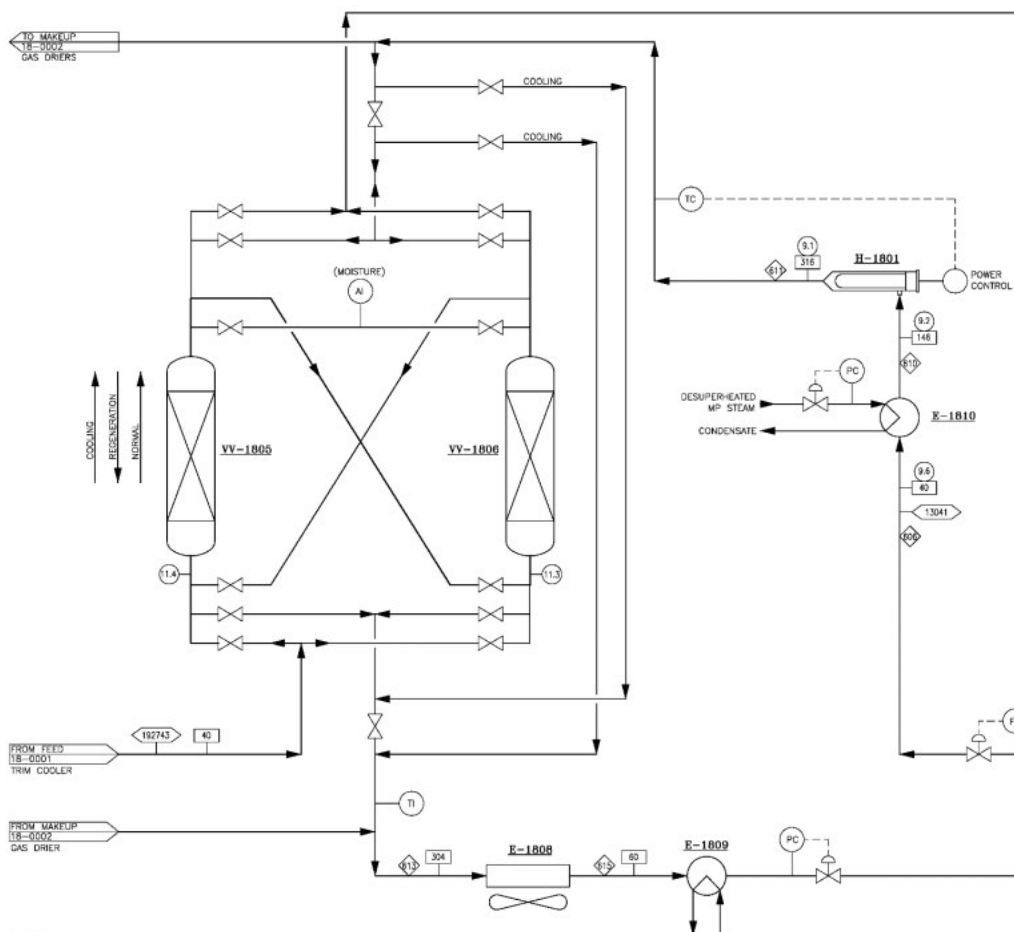 TO MAKEUP
18-0002
GAS DRIERS
COOLING
COOLING
TC
9.1
316
611
H-1801
POWER
CONTROL
(MOISTURE)
AI
9.2
146
610
PC
DESUPERHEATED
MP STEAM
CONDENSATE
E-1810
COOLING
REGENERATION
NORMAL
VV-1805
VV-1806
9.6
40
13041
606
11.4
11.3
192743
40
FROM FEED
18-0001
TRIM COOLER
F
TI
FROM MAKEUP
18-0002
GAS DRIER
613
304
E-1808
615
60
E-1809
PC